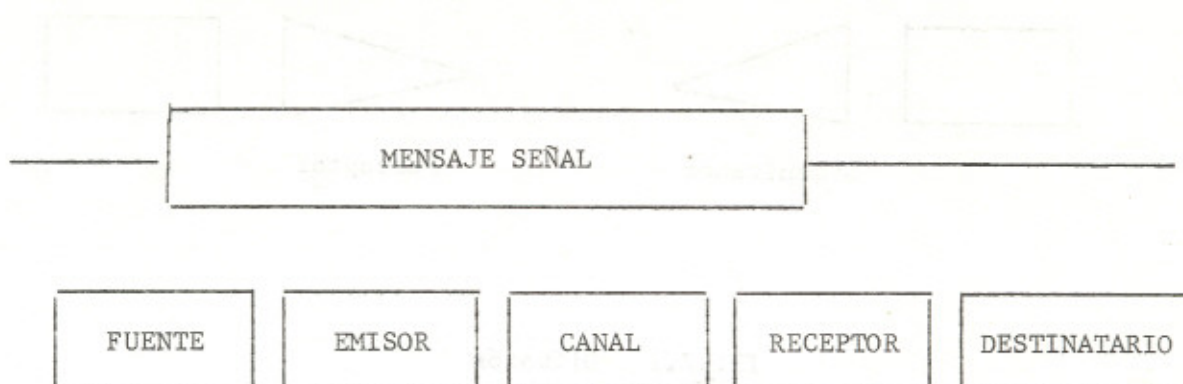 MENSAJE SEÑAL
FUENTE EMISOR CANAL RECEPTOR DESTINATARIO